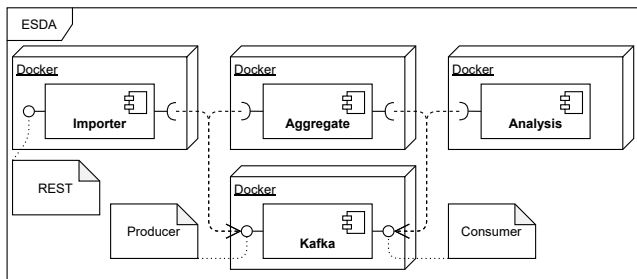 ESDA
Docker
Docker
Docker
Importer
Aggregate
Analysis
REST
Docker
Producer
Consumer
Kafka